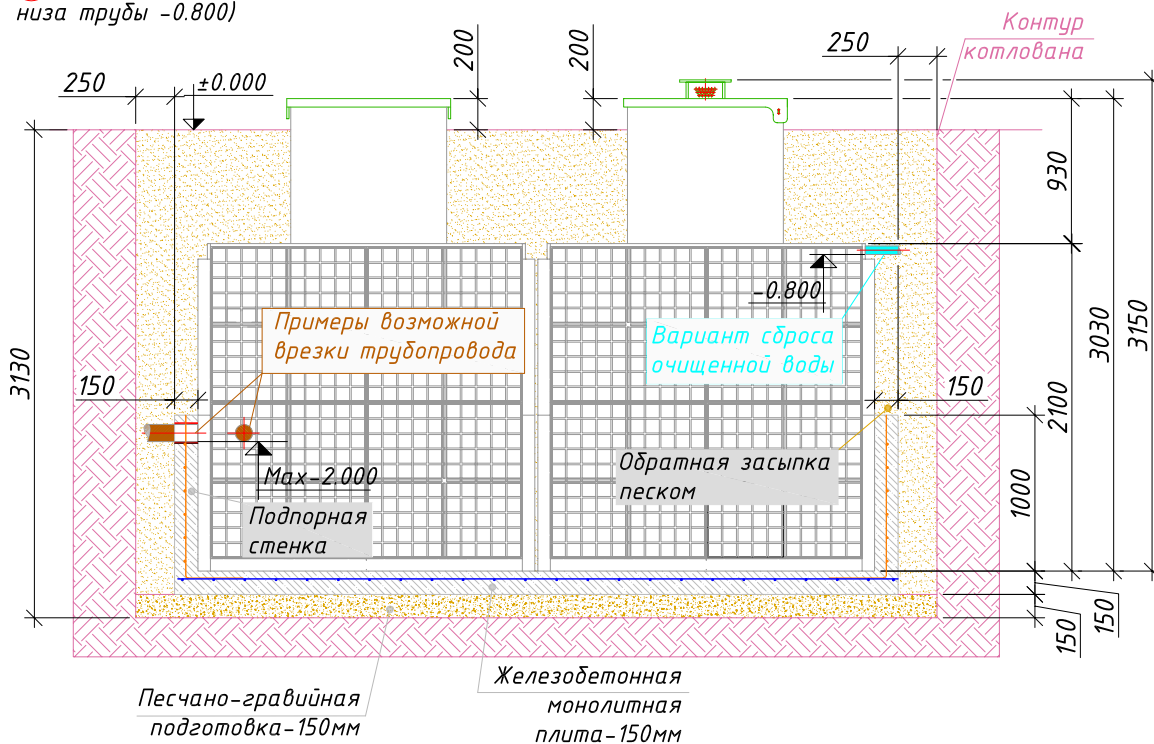 низа трубы -0.800)
Контур
котлована
250
±0.000
200
200
250
930
3030
3150
3130
-0.800
Примеры возможной
врезки трубопровода
Вариант сброса
очищенной воды
150
150
2100
Max-2.000
Обратная засыпка
песком
Подпорная
стенка
1000
150
150
Песчано-гравийная
подготовка-150мм
Железобетонная
монолитная
плита-150мм